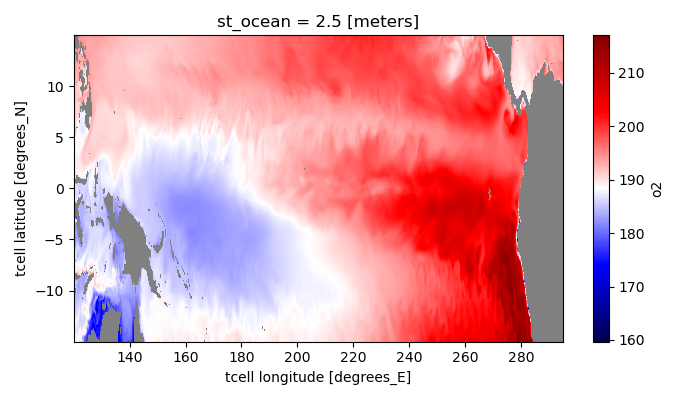 st_ocean = 2.5 [meters]
10
5
0
−5
−10
tcell latitude [degrees_N]
140 160 180 200 220 240 260 280
tcell longitude [degrees_E]
210
200
190
180
170
160
o2